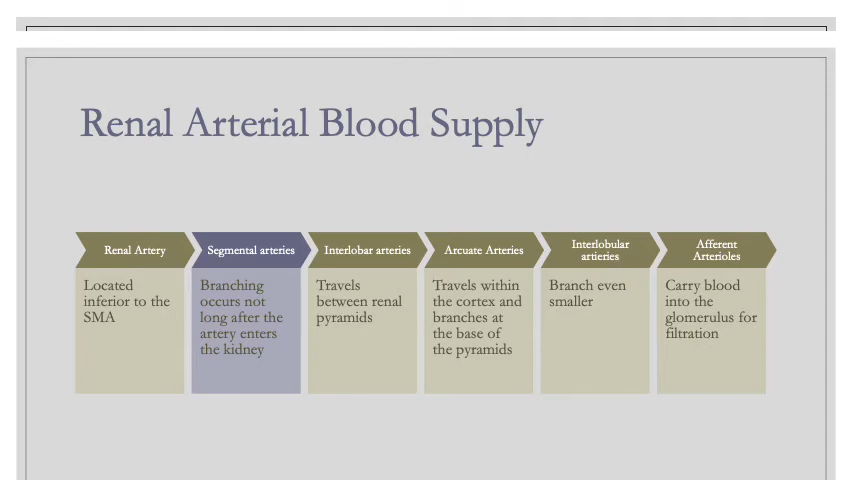 Renal Arterial Blood Supply
Renal Artery
Segmental arteries
Interlobar arteries
Arcuate Arteries
Interlobular
artieries
Afferent
Arterioles
Located
inferior to the
SMA
Branching
occurs not
long after the
artery enters
the kidney
Travels
between renal
pyramids
Travels within
the cortex and
branches at
the base of
the pyramids
Branch even
smaller
Carry blood
into the
glomerulus for
filtration